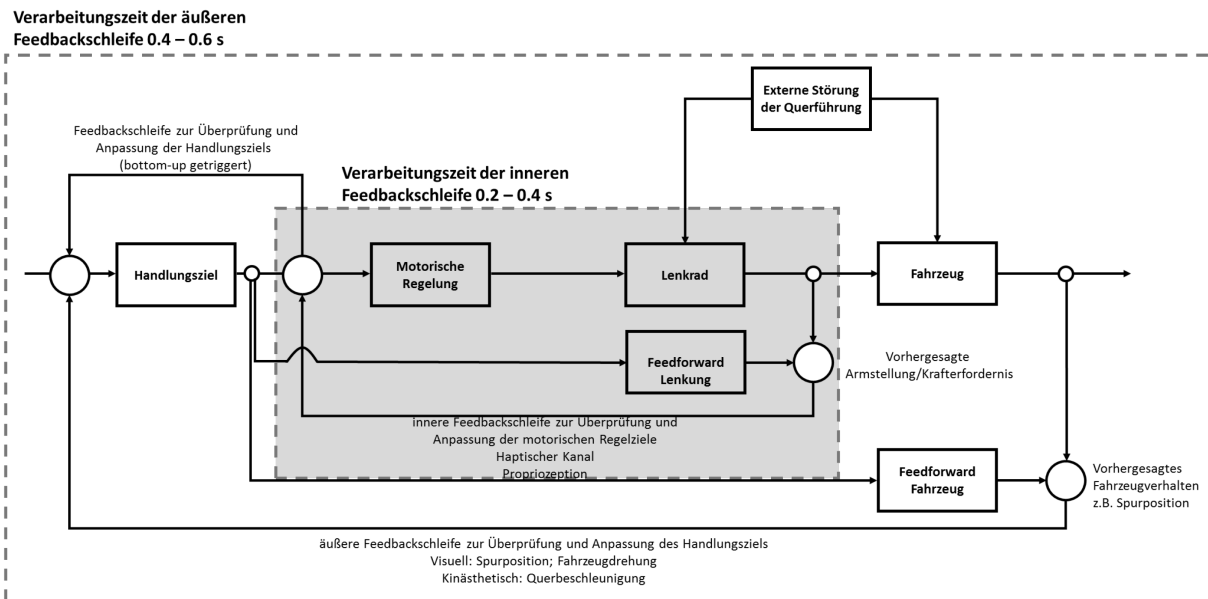 Verarbeitungszeit der äußeren
Feedbackschleife 0.4 – 0.6 s
Externe Störung
der Querführung
Feedbackschleife zur Überprüfung und
Anpassung der Handlungsziels
(bottom-up getriggert)
Verarbeitungszeit der inneren
Feedbackschleife 0.2 – 0.4 s
Handlungsziel
Motorische
Regelung
Lenkrad
Fahrzeug
Feedforward
Lenkung
Vorhergesagte
Armstellung/Krafterfordernis
innere Feedbackschleife zur Überprüfung und
Anpassung der motorischen Regelziele
Haptischer Kanal
Propriozeption
Feedforward
Fahrzeug
Vorhergesagtes
Fahrzeugverhalten
z.B. Spurposition
äußere Feedbackschleife zur Überprüfung und Anpassung des Handlungsziels
Visuell: Spurposition; Fahrzeugdrehung
Kinästhetisch: Querbeschleunigung